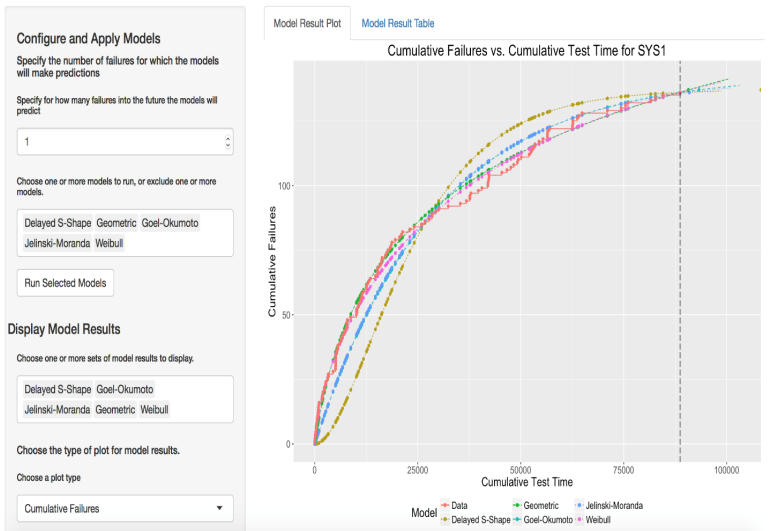 Configure and Apply Models
Specify the number of failures for which the models
will make predictions
Specify for how many failures into the future the models will
predict
1
Choose one or more models to run, or exclude one or more
models.
Delayed S-Shape Geometric Goel-Okumoto
Jelinski-Moranda Weibull
Run Selected Models
Display Model Results
Choose one or more sets of model results to display.
Delayed S-Shape Goel-Okumoto
Jelinski-Moranda Geometric Weibull
Choose the type of plot for model results.
Choose a plot type
Cumulative Failures
Model Result Plot Model Result Table
Cumulative Failures vs. Cumulative Test Time for SYS1
Cumulative Failures
100
50
0
0 25000 50000 75000 100000
Cumulative Test Time
Model Data Geometric Jelinski-Moranda
Delayed S-Shape Goel-Okumoto Weibull